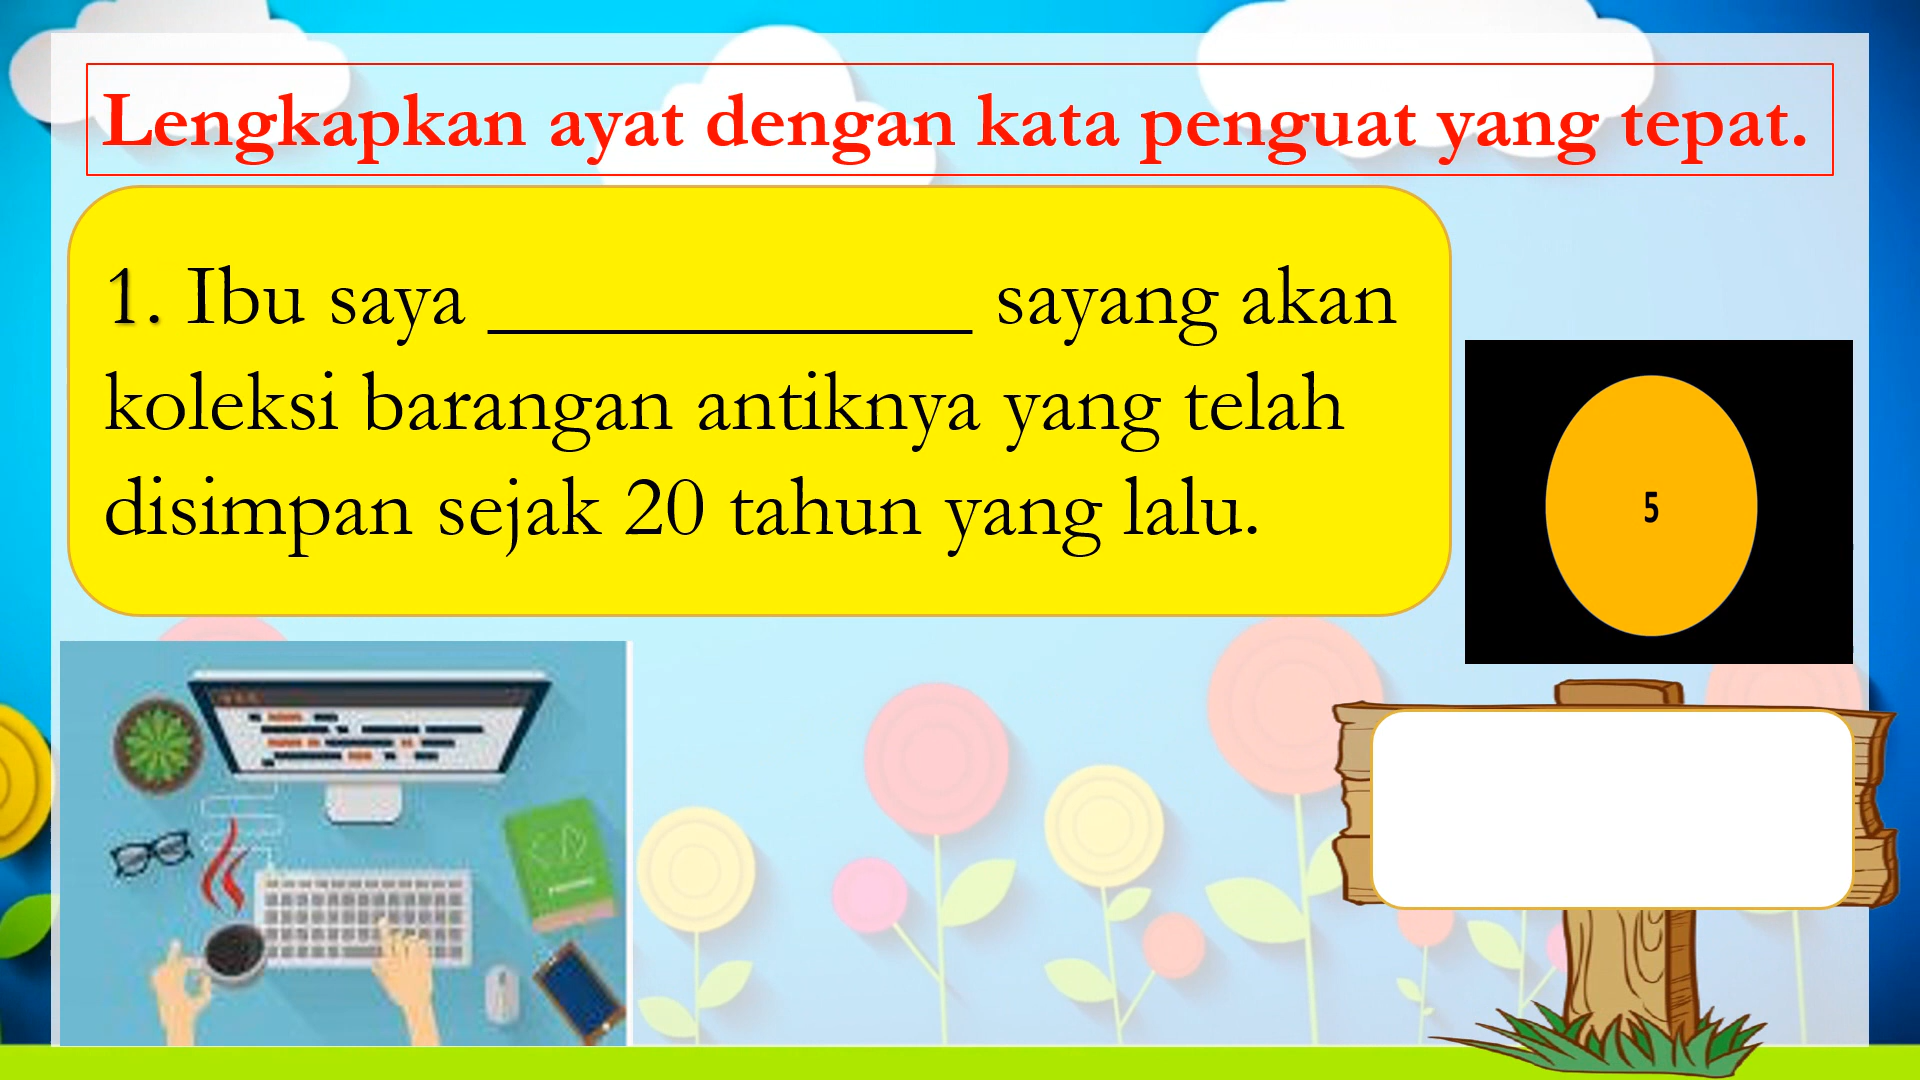 Lengkapkan ayat dengan kata penguat yang tepat.
1. Ibu saya ____________ sayang akan
koleksi barangan antiknya yang telah
disimpan sejak 20 tahun yang lalu.
5